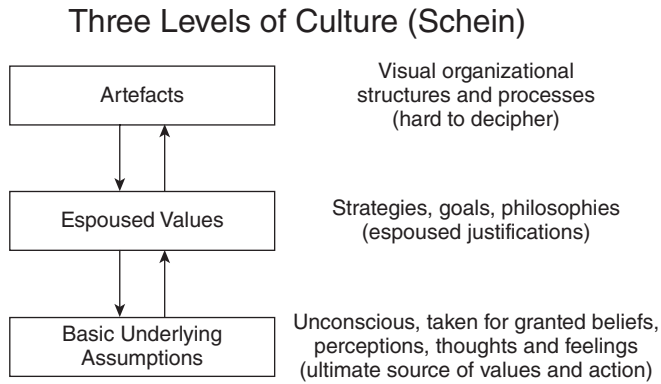 Three Levels of Culture (Schein)
Artefacts
Visual organizational
structures and processes
(hard to decipher)
Espoused Values
Strategies, goals, philosophies
(espoused justifications)
Basic Underlying
Assumptions
Unconscious, taken for granted beliefs,
perceptions, thoughts and feelings
(ultimate source of values and action)